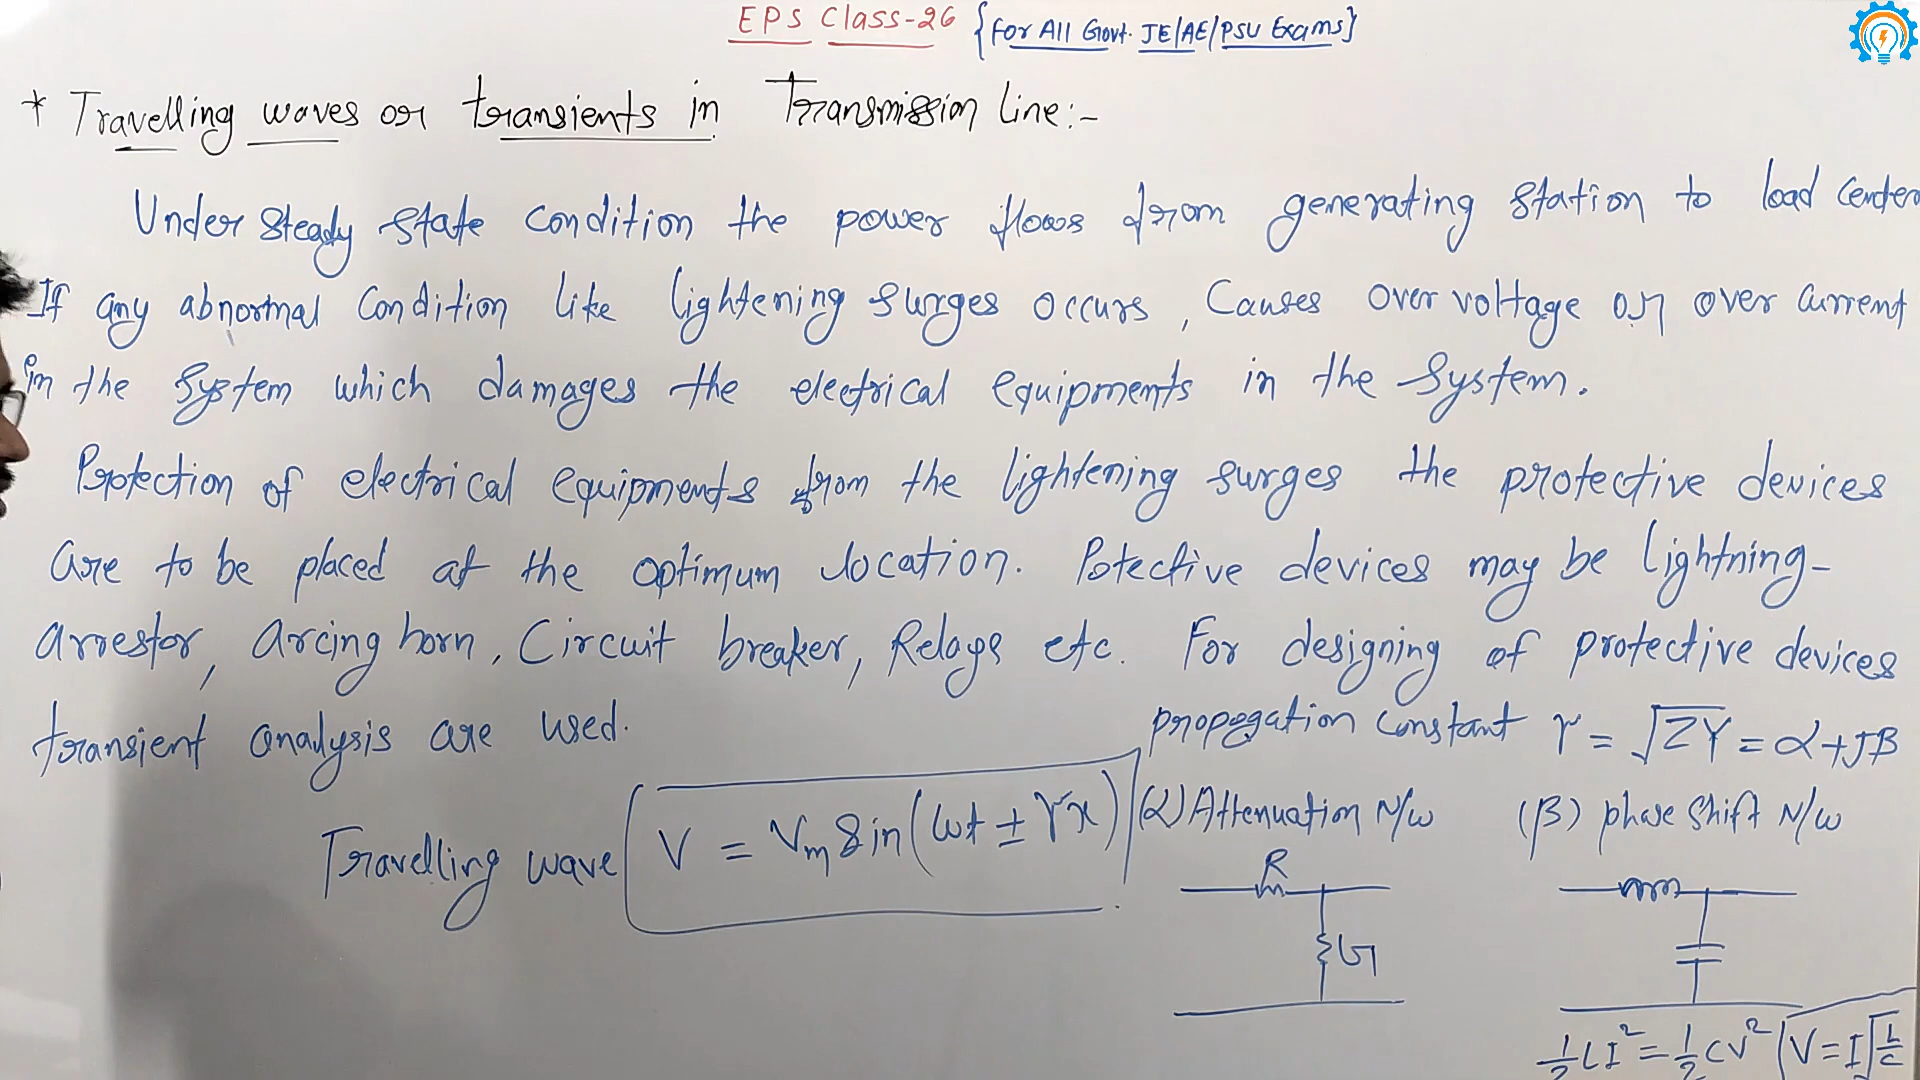 EPS Class-26 {For All Govt. JE/AE/PSU Exams}
* Travelling waves or transients in Transmission line:-
Under steady state condition the power flows from generating station to load center
If any abnormal condition like lightening surges occurs, causes over voltage or over current
in the system which damages the electrical equipments in the system.
Protection of electrical equipments from the lightening surges the protective devices
are to be placed at the optimum location. Potective devices may be lightning-
arrestor, arcing horn, circuit breaker, Relays etc. For designing of protective devices
transient analysis are used.
propogation constant γ = √ZY = α+Jβ
Travelling wave V = Vm Sin(ωt ± γx)
(α) Attenuation N/w (β) phase shift N/w
R
G
½LI² = ½CV² V = I√L/C